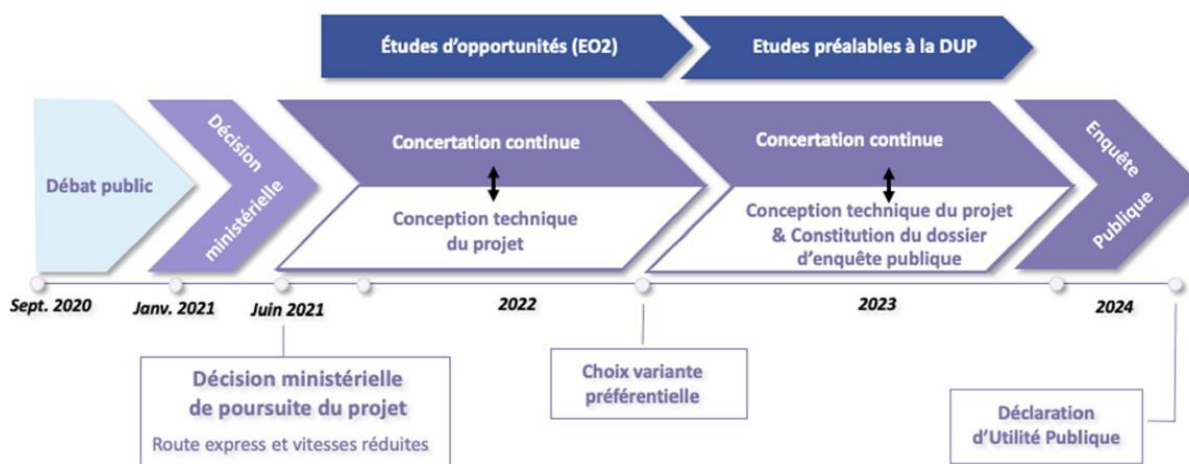 Études d'opportunités (EO2)
Etudes préalables à la DUP
Débat public
Décision
ministérielle
Concertation continue
Conception technique
du projet
Concertation continue
Conception technique du projet
& Constitution du dossier
d'enquête publique
Enquête
Publique
Sept. 2020
Janv. 2021
Juin 2021
2022
2023
2024
Décision ministérielle
de poursuite du projet
Route express et vitesses réduites
Choix variante
préférentielle
Déclaration
d'Utilité Publique